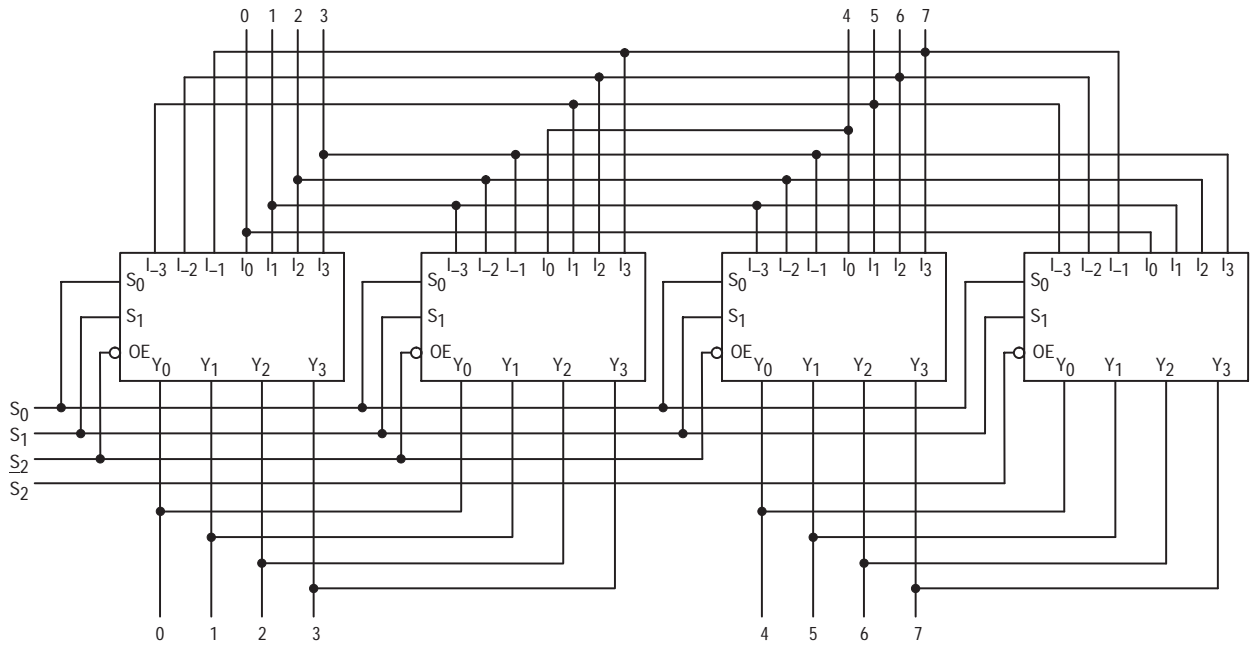 0 1 2 3 4 5 6 7
I–3 I–2 I–1 I0 I1 I2 I3 I–3 I–2 I–1 I0 I1 I2 I3 I–3 I–2 I–1 I0 I1 I2 I3 I–3 I–2 I–1 I0 I1 I2 I3
S0 S0 S0 S0
S1 S1 S1 S1
OE OE OE OE
Y0 Y1 Y2 Y3 Y0 Y1 Y2 Y3 Y0 Y1 Y2 Y3 Y0 Y1 Y2 Y3
S0
S1
S2
S̅2
0 1 2 3 4 5 6 7